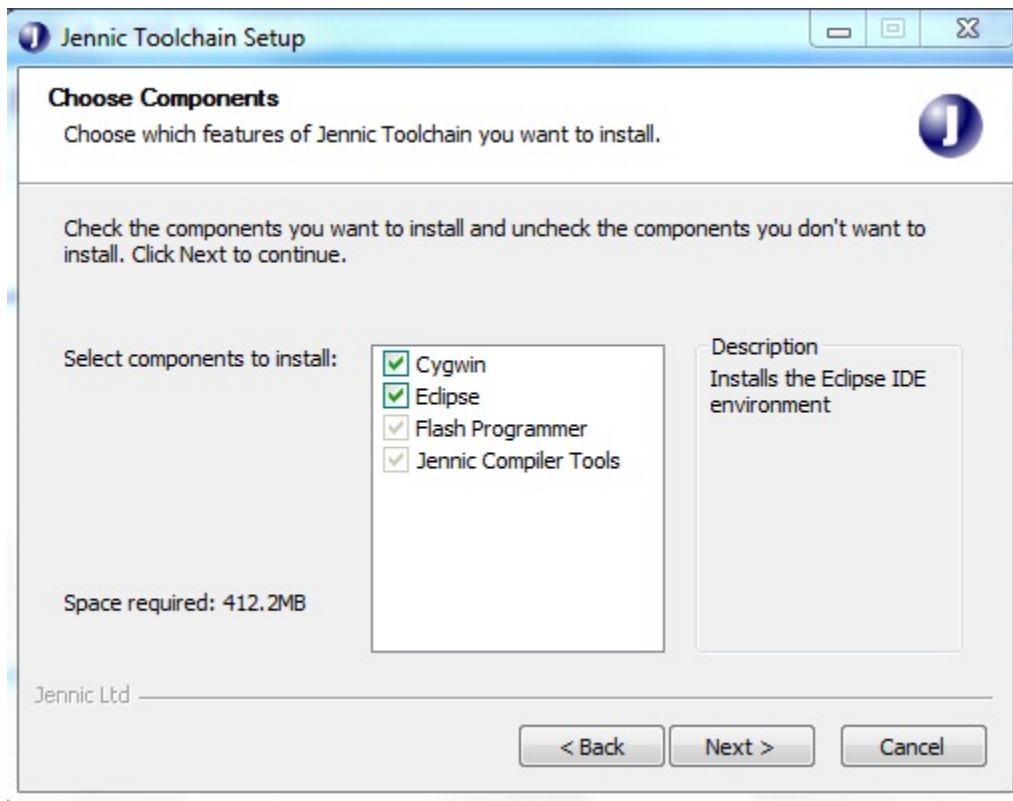 Jennic Toolchain Setup
Choose Components
Choose which features of Jennic Toolchain you want to install.
J
Check the components you want to install and uncheck the components you don't want to
install. Click Next to continue.
Select components to install:
Cygwin
Eclipse
Flash Programmer
Jennic Compiler Tools
Description
Installs the Eclipse IDE
environment
Space required: 412.2MB
Jennic Ltd
< Back
Next >
Cancel